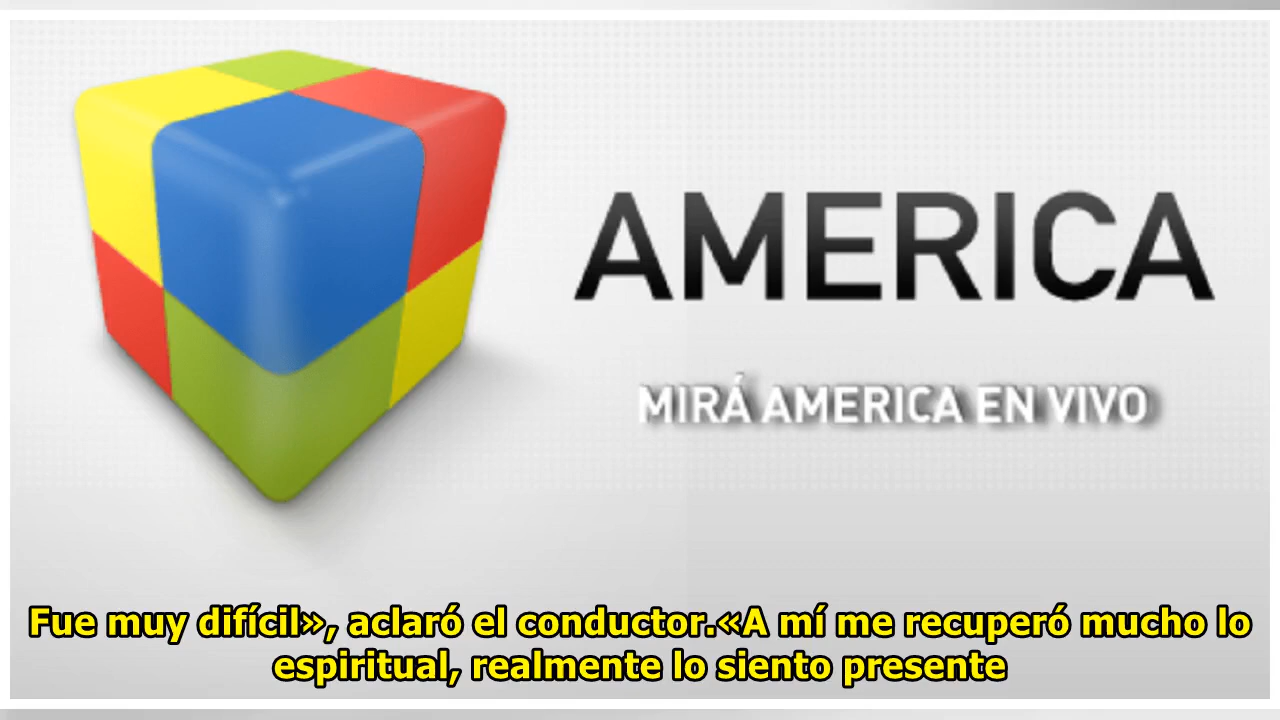 AMERICA
MIRÁ AMERICA EN VIVO
Fue muy difícil», aclaró el conductor.«A mí me recuperó mucho lo
espiritual, realmente lo siento presente